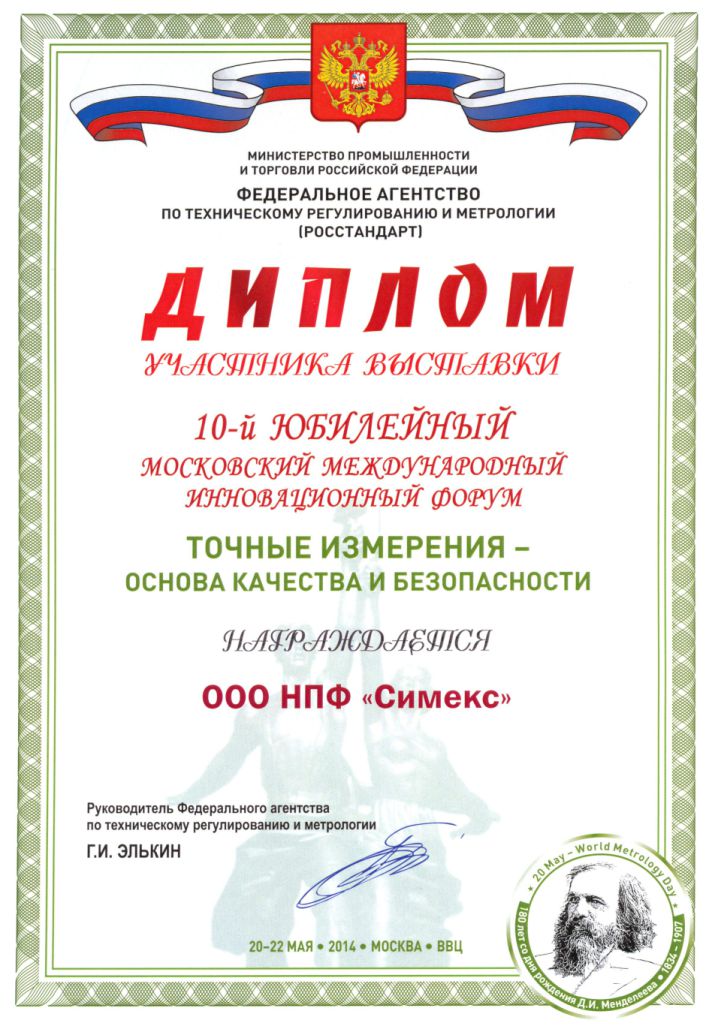 МИНИСТЕРСТВО ПРОМЫШЛЕННОСТИ
И ТОРГОВЛИ РОССИЙСКОЙ ФЕДЕРАЦИИ
ФЕДЕРАЛЬНОЕ АГЕНТСТВО
ПО ТЕХНИЧЕСКОМУ РЕГУЛИРОВАНИЮ И МЕТРОЛОГИИ
(РОССТАНДАРТ)
ДИПЛОМ
УЧАСТНИКА ВЫСТАВКИ
10-й ЮБИЛЕЙНЫЙ
МОСКОВСКИЙ МЕЖДУНАРОДНЫЙ
ИННОВАЦИОННЫЙ ФОРУМ
ТОЧНЫЕ ИЗМЕРЕНИЯ –
ОСНОВА КАЧЕСТВА И БЕЗОПАСНОСТИ
НАГРАЖДАЕТСЯ
ООО НПФ «Симекс»
Руководитель Федерального агентства
по техническому регулированию и метрологии
Г.И. ЭЛЬКИН
20–22 МАЯ • 2014 • МОСКВА • ВВЦ
20 May – World Metrology Day
180 лет со дня рождения Д.И. Менделеева • 1834 – 1907